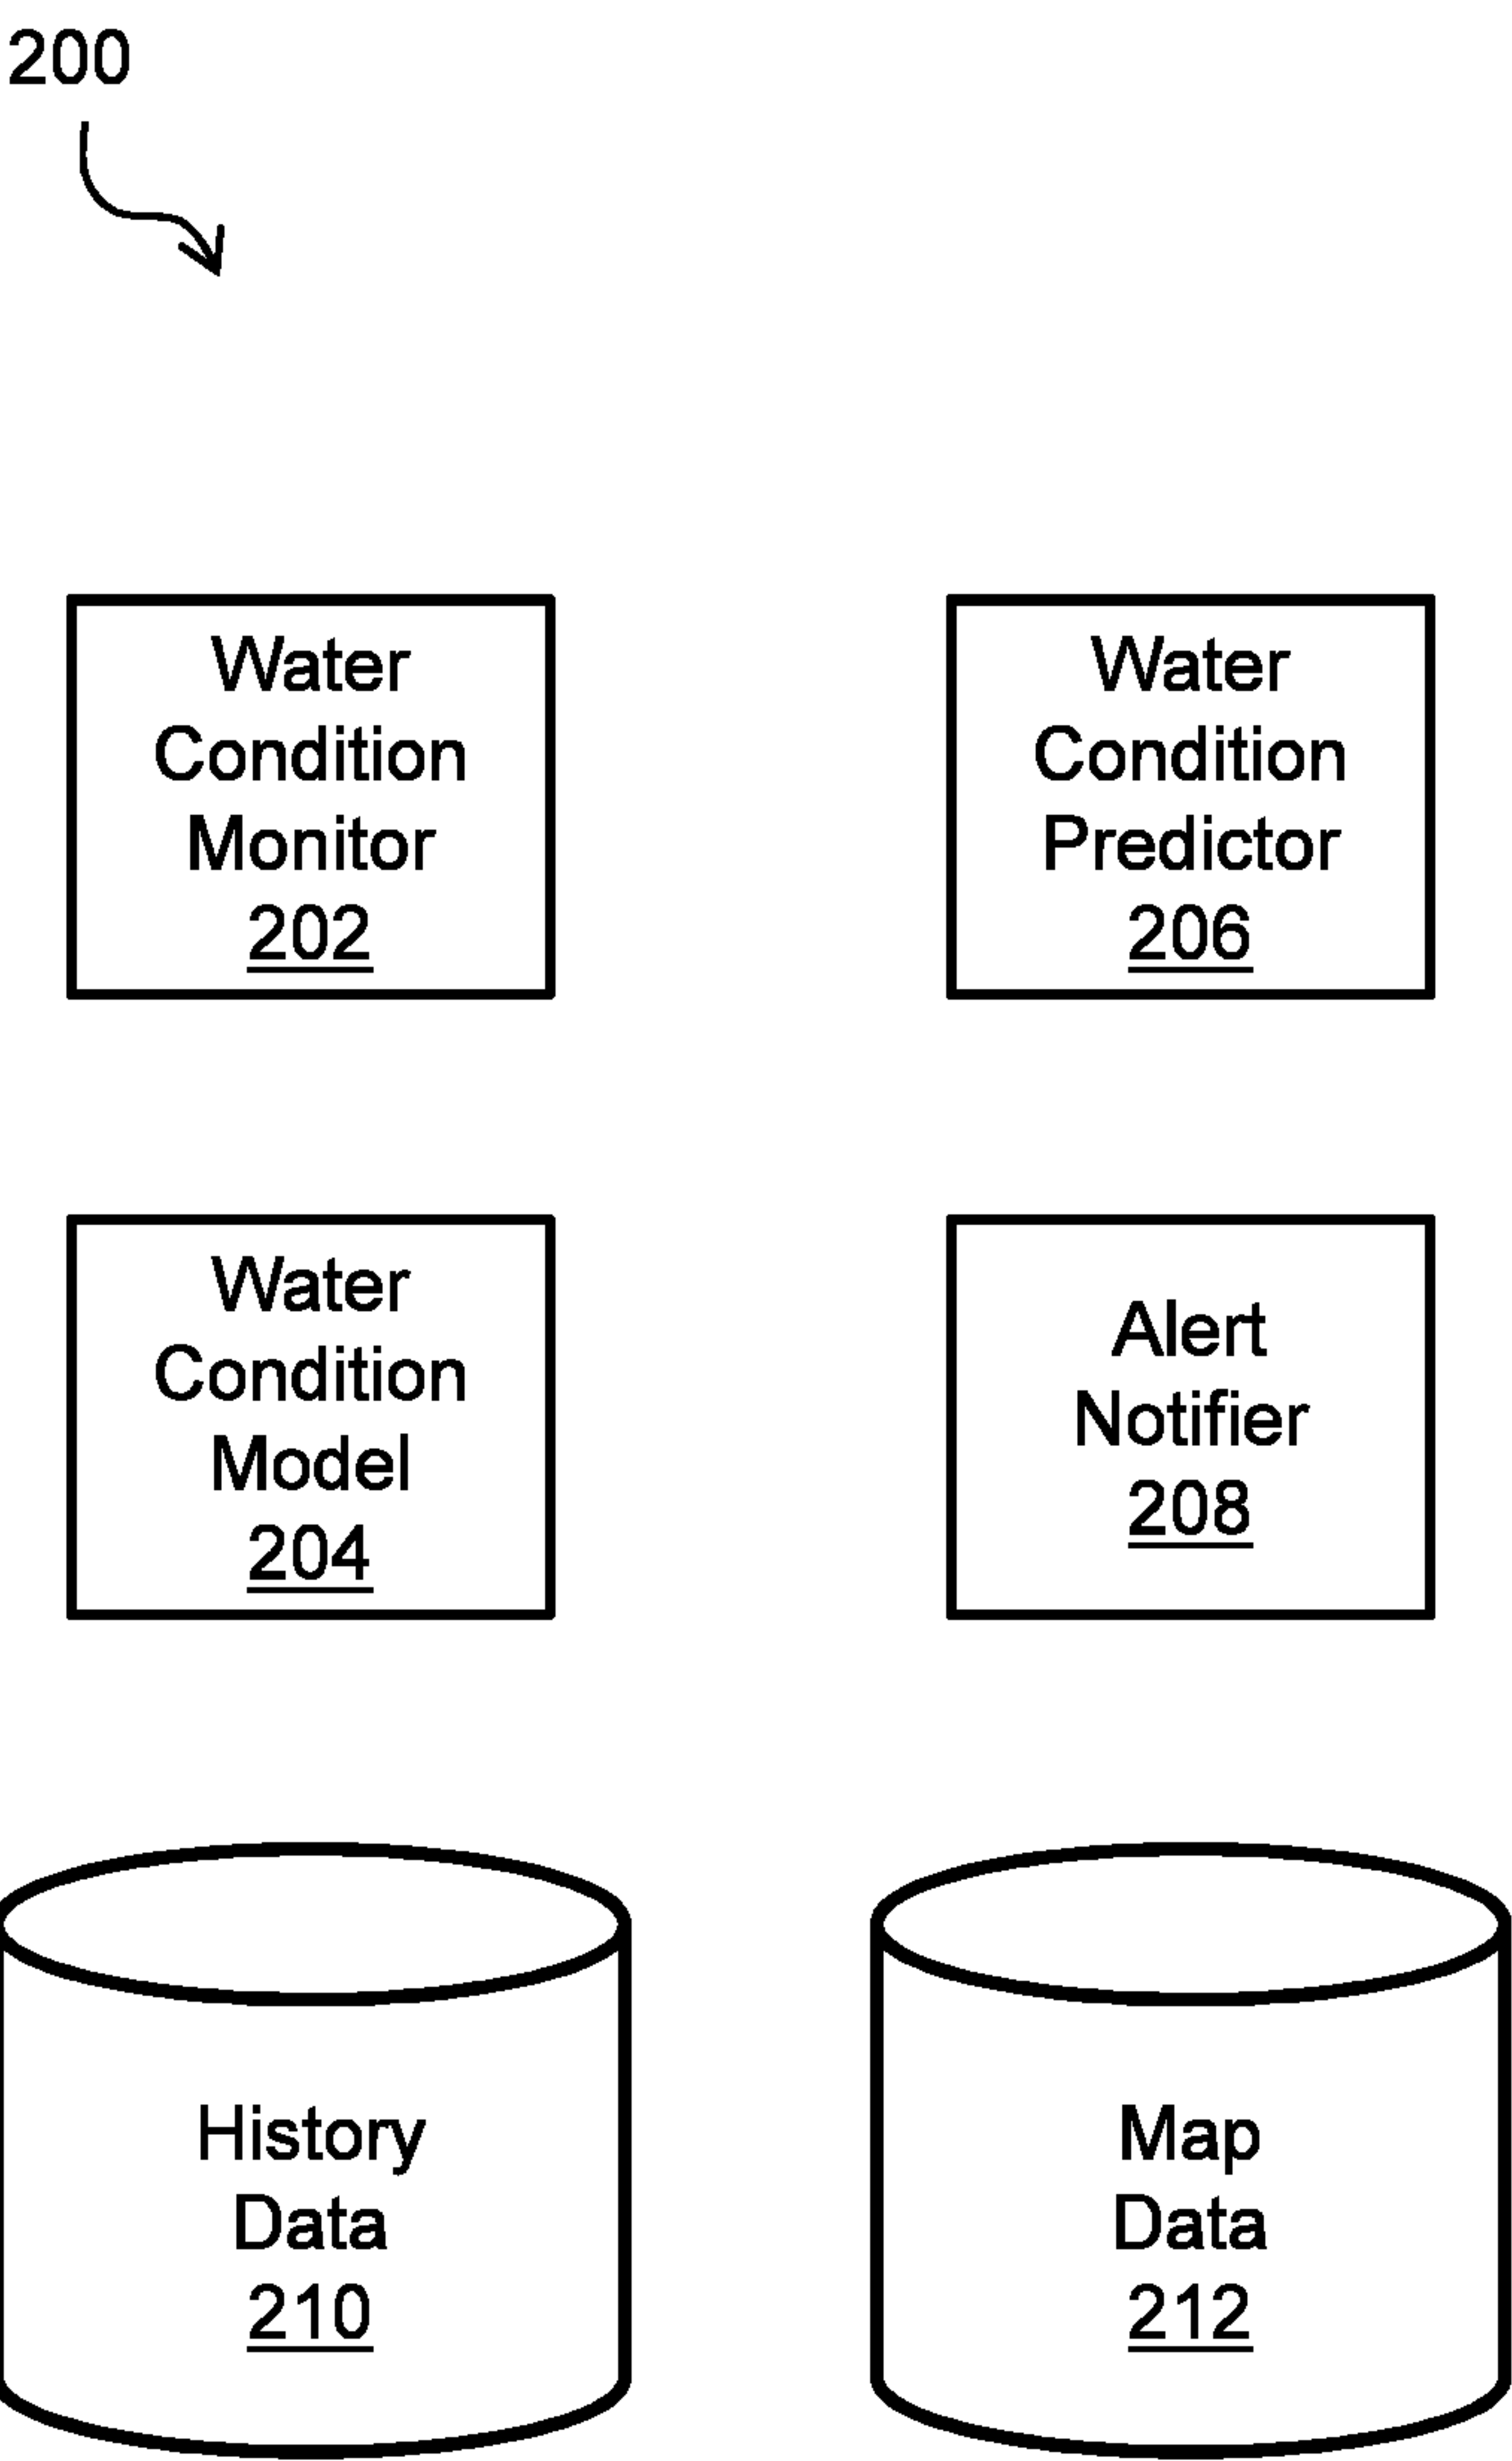 200
Water
Condition
Monitor
202
Water
Condition
Predictor
206
Water
Condition
Model
204
Alert
Notifier
208
History
Data
210
Map
Data
212